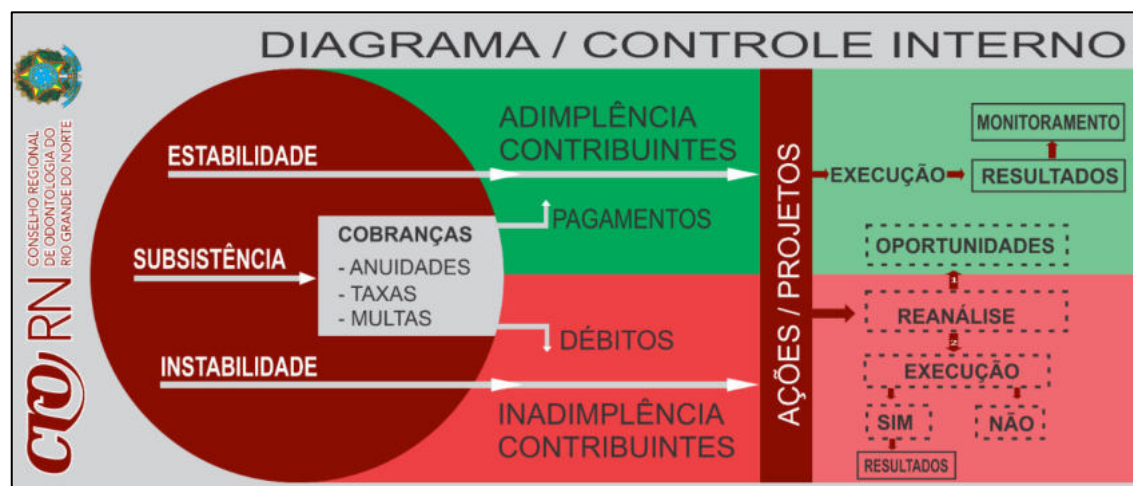 DIAGRAMA / CONTROLE INTERNO
cro RN
CONSELHO REGIONAL
DE ODONTOLOGIA DO
RIO GRANDE DO NORTE
ESTABILIDADE
ADIMPLÊNCIA
CONTRIBUINTES
PAGAMENTOS
SUBSISTÊNCIA
COBRANÇAS
- ANUIDADES
- TAXAS
- MULTAS
DÉBITOS
INSTABILIDADE
INADIMPLÊNCIA
CONTRIBUINTES
AÇÕES / PROJETOS
EXECUÇÃO
RESULTADOS
MONITORAMENTO
OPORTUNIDADES
1
REANÁLISE
2
EXECUÇÃO
SIM
NÃO
RESULTADOS